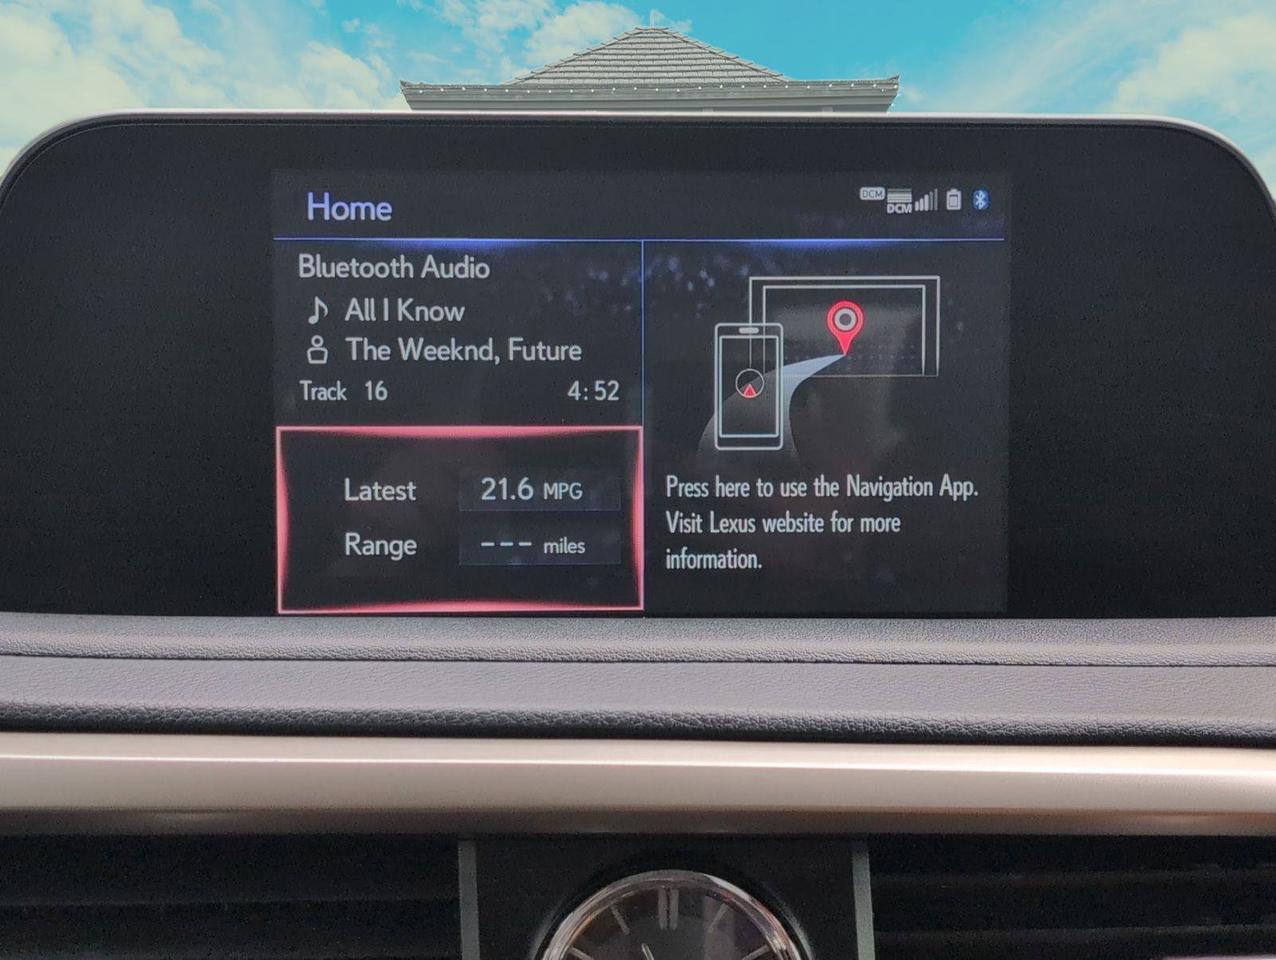 Home
DCM
DCM
Bluetooth Audio
All I Know
The Weeknd, Future
Track 16 4:52
Latest 21.6 MPG
Range --- miles
Press here to use the Navigation App.
Visit Lexus website for more
information.